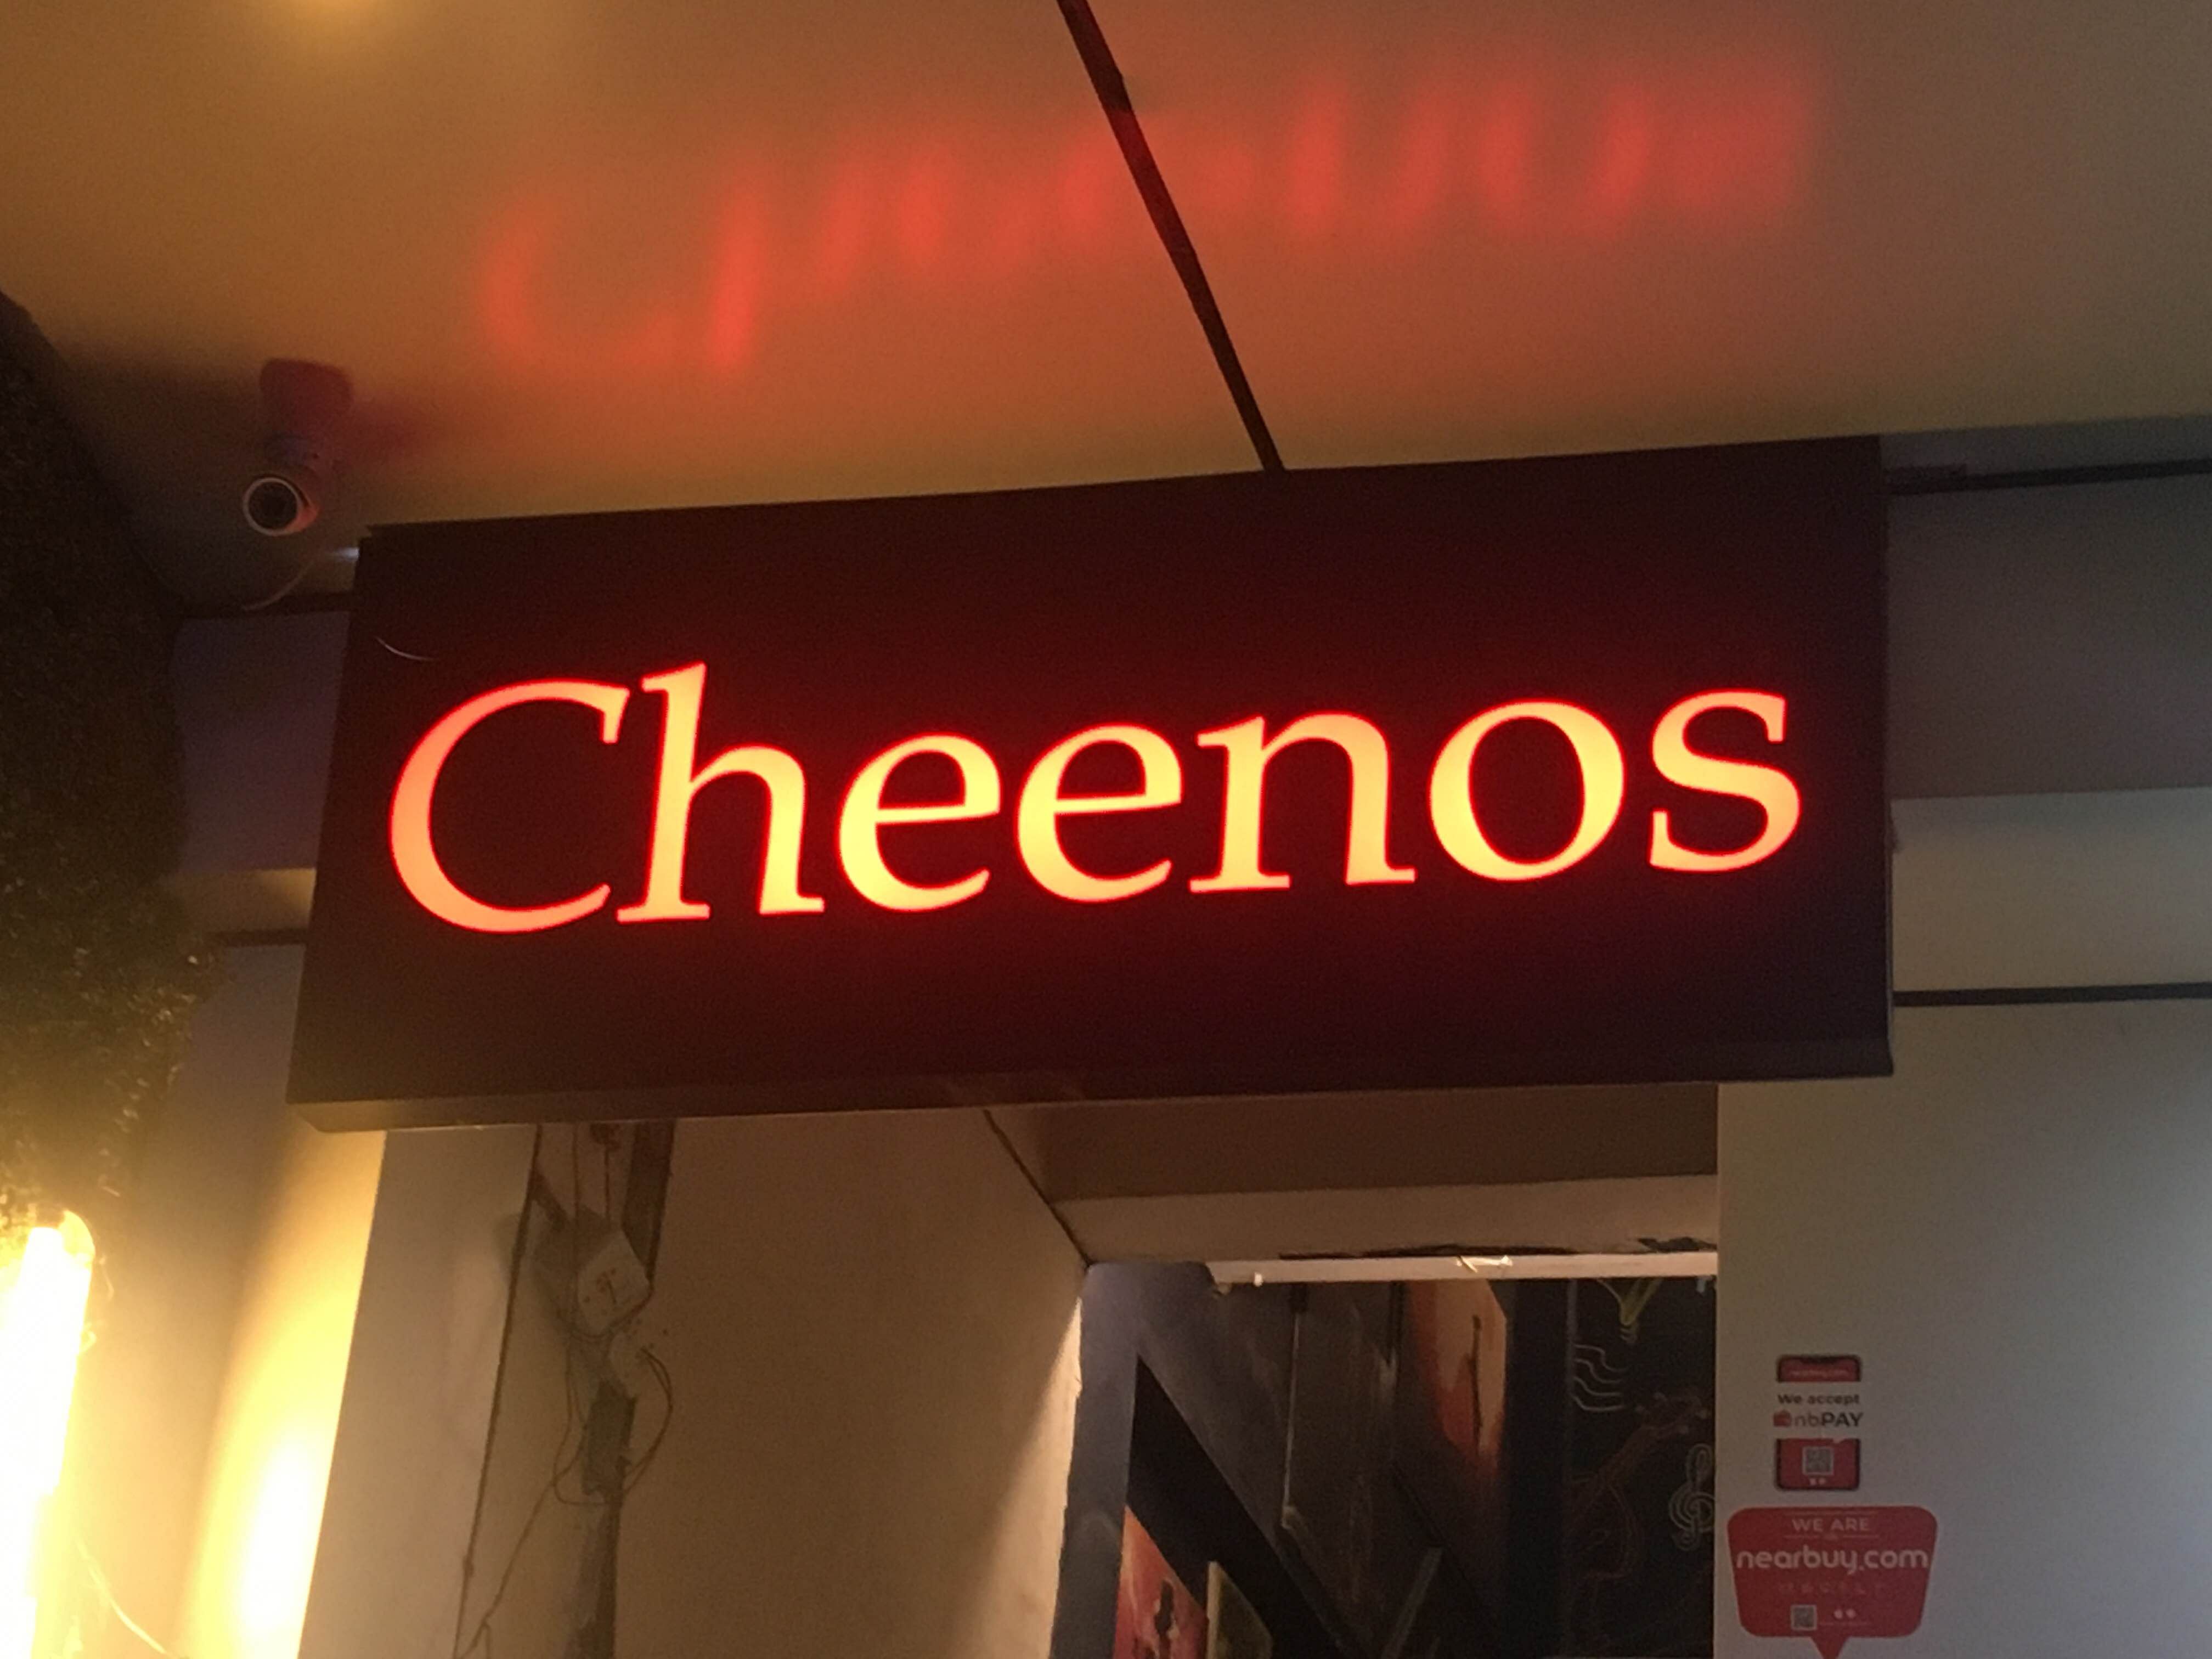 Cheenos
We accept
nbPAY
WE ARE
nearbuy.com